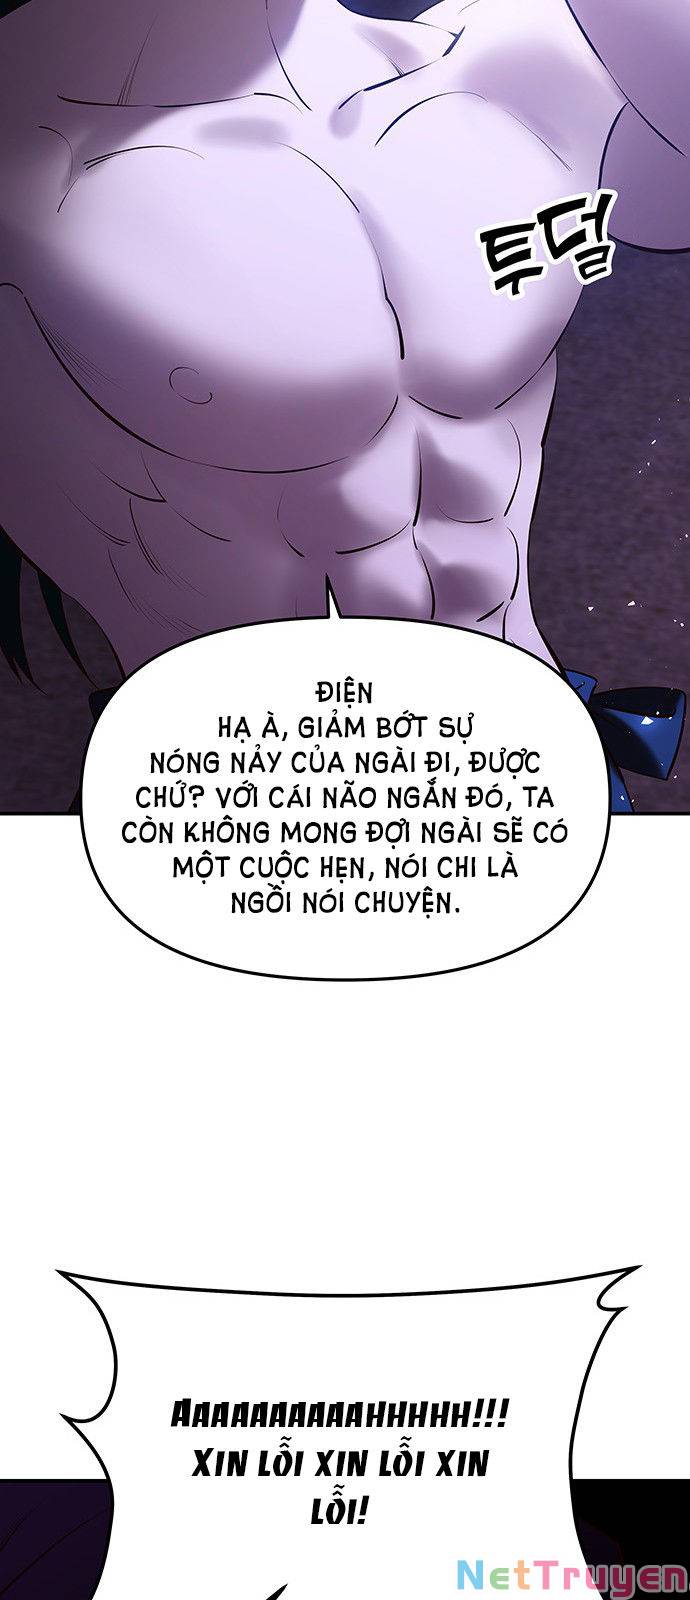 투덜
ĐIỆN
HẠ À, GIẢM BỚT SỰ
NÓNG NẢY CỦA NGÀI ĐI, ĐƯỢC
CHỨ? VỚI CÁI NÃO NGẮN ĐÓ, TA
CÒN KHÔNG MONG ĐỢI NGÀI SẼ CÓ
MỘT CUỘC HẸN, NÓI CHI LÀ
NGỒI NÓI CHUYỆN.
AAAAAAAAAAHHHHH!!!
XIN LỖI XIN LỖI XIN
LỖI!
NetTruyen